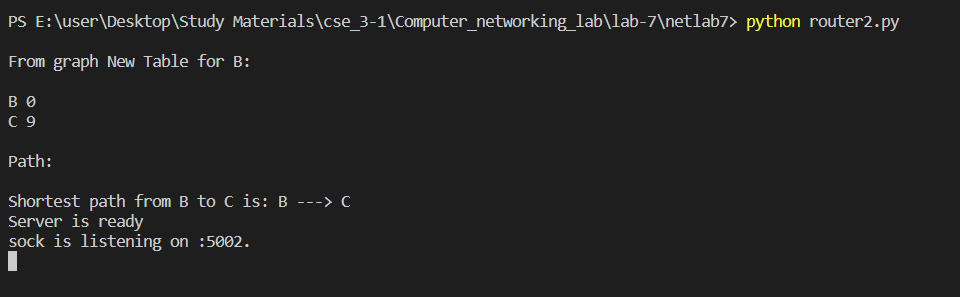 PS E:\user\Desktop\Study Materials\cse_3-1\Computer_networking_lab\lab-7\netlab7> python router2.py
From graph New Table for B:
B 0
C 9
Path:
Shortest path from B to C is: B ---> C
Server is ready
sock is listening on :5002.